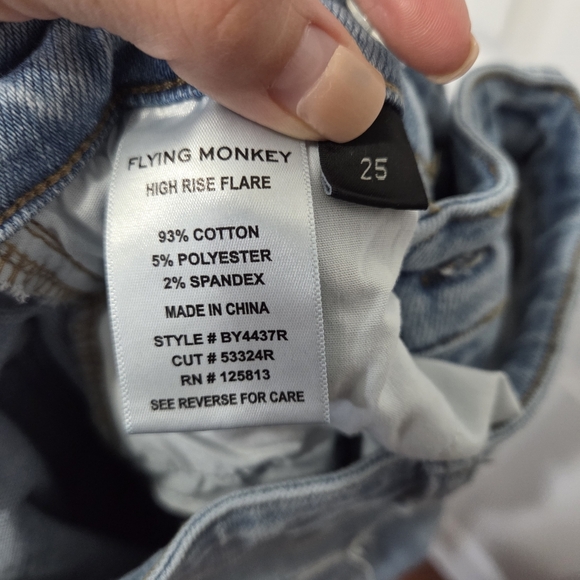 FLYING MONKEY
HIGH RISE FLARE
25
93% COTTON
5% POLYESTER
2% SPANDEX
MADE IN CHINA
STYLE # BY4437R
CUT # 53324R
RN # 125813
SEE REVERSE FOR CARE